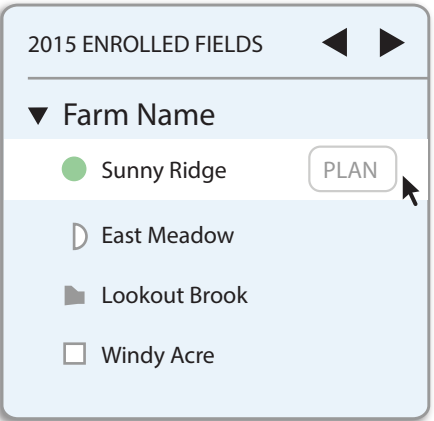 2015 ENROLLED FIELDS
Farm Name
Sunny Ridge PLAN
East Meadow
Lookout Brook
Windy Acre